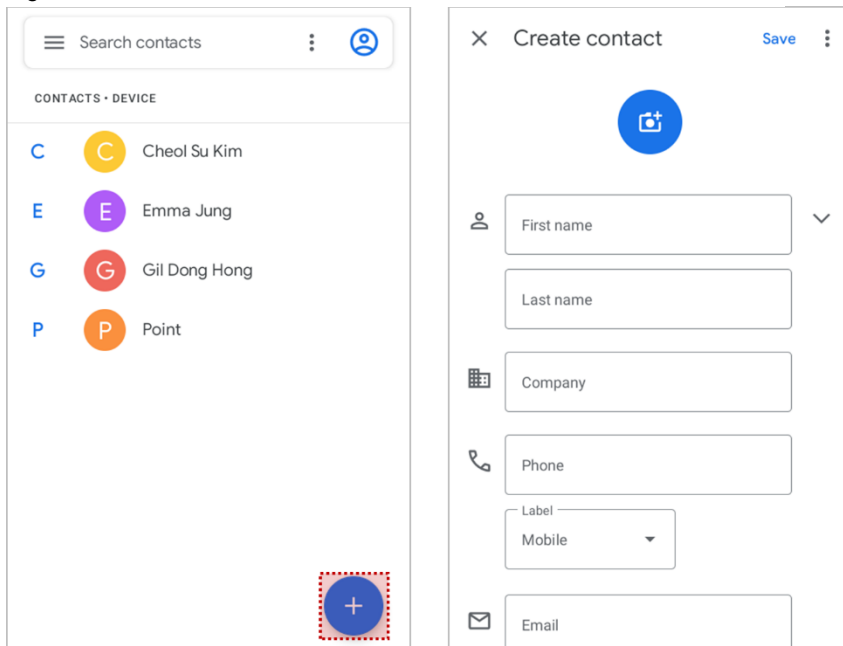 Search contacts
CONTACTS • DEVICE
C C Cheol Su Kim
E E Emma Jung
G G Gil Dong Hong
P P Point
Create contact Save
First name
Last name
Company
Phone
Label
Mobile
Email